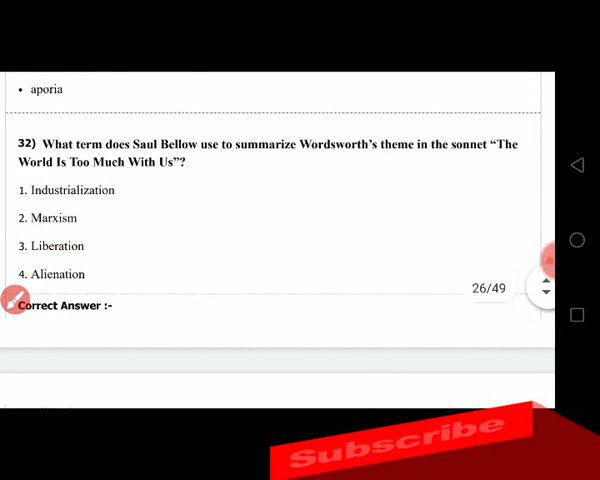 • aporia
32) What term does Saul Bellow use to summarize Wordsworth’s theme in the sonnet “The
World Is Too Much With Us”?
1. Industrialization
2. Marxism
3. Liberation
4. Alienation
26/49
Correct Answer :-
Subscribe